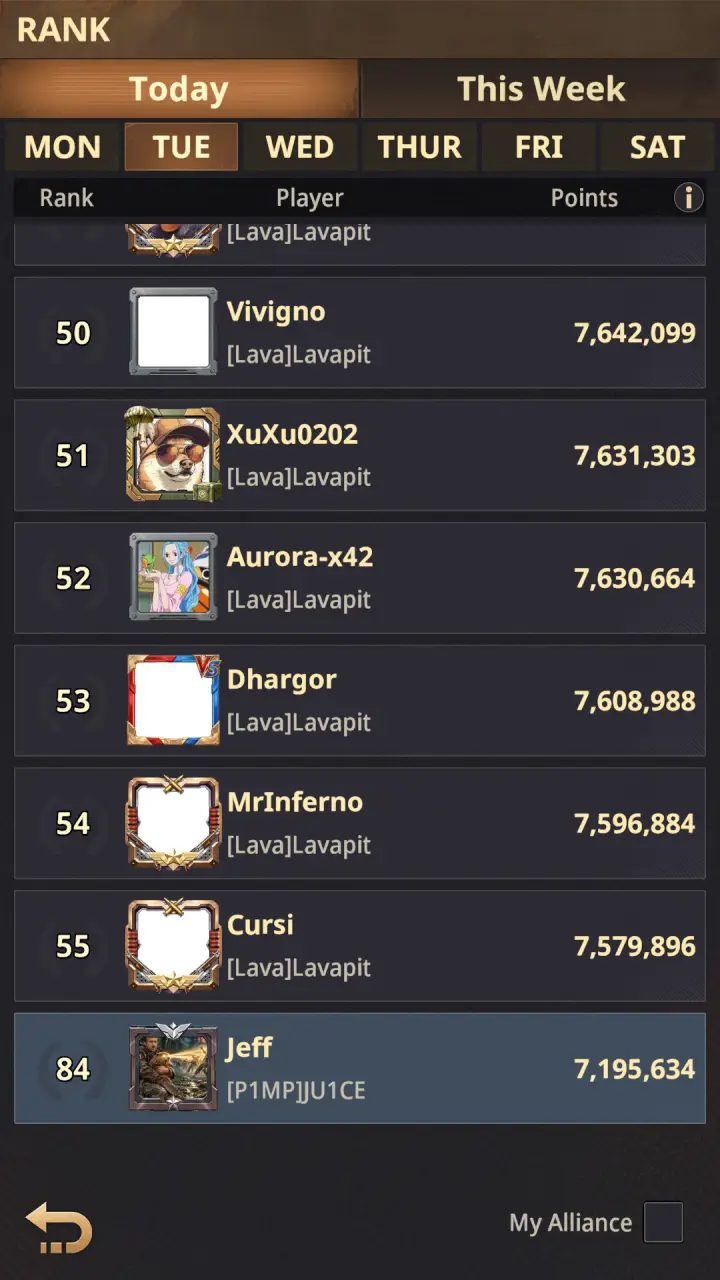 RANK
Today
This Week
MON TUE WED THUR FRI SAT
Rank Player Points i
[Lava]Lavapit
50 Vivigno 7,642,099
[Lava]Lavapit
51 XuXu0202 7,631,303
[Lava]Lavapit
52 Aurora-x42 7,630,664
[Lava]Lavapit
VS
53 Dhargor 7,608,988
[Lava]Lavapit
54 MrInferno 7,596,884
[Lava]Lavapit
55 Cursi 7,579,896
[Lava]Lavapit
84 Jeff 7,195,634
[P1MP]JU1CE
My Alliance